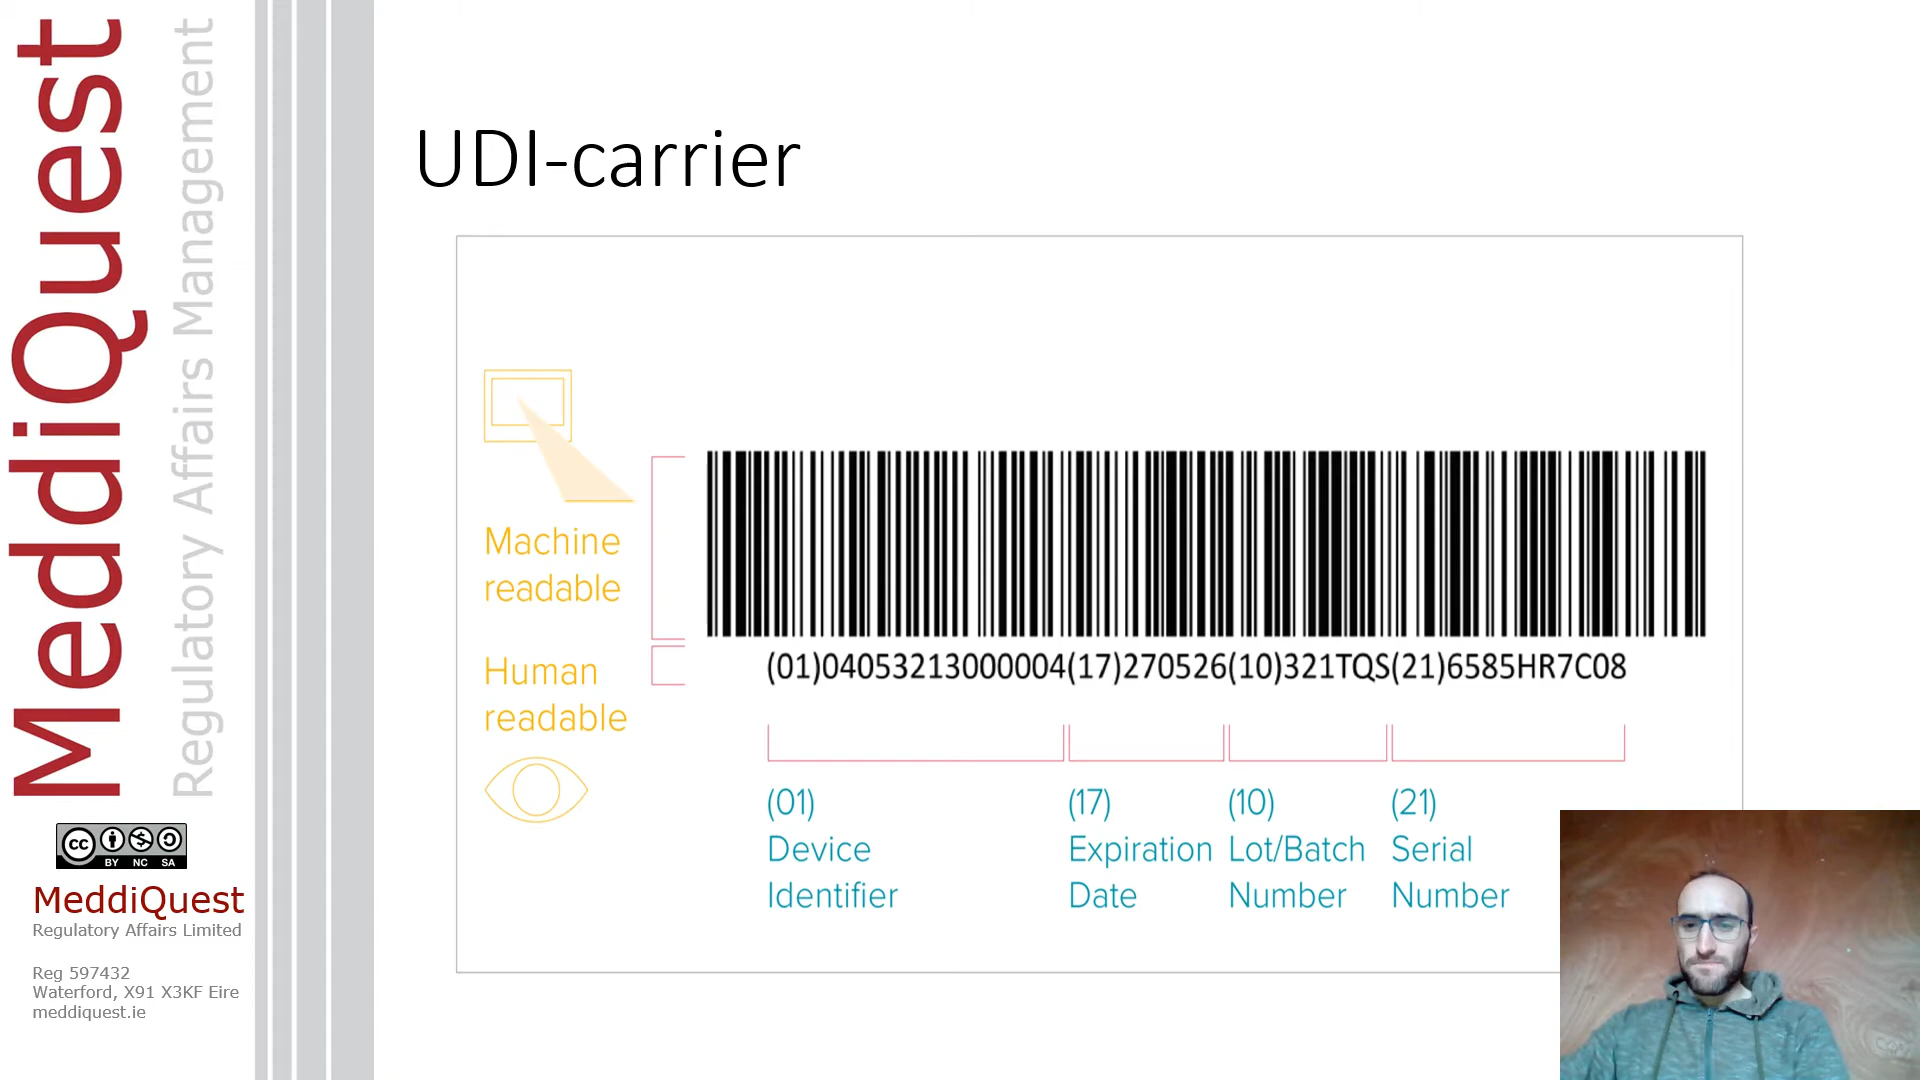 MeddiQuest
Regulatory Affairs Management
UDI-carrier
Machine
readable
Human
readable
(01)04053213000004(17)270526(10)321TQS(21)6585HR7C08
(01)
Device
Identifier
(17)
Expiration
Date
(10)
Lot/Batch
Number
(21)
Serial
Number
CC
BY NC SA
MeddiQuest
Regulatory Affairs Limited
Reg 597432
Waterford, X91 X3KF Eire
meddiquest.ie